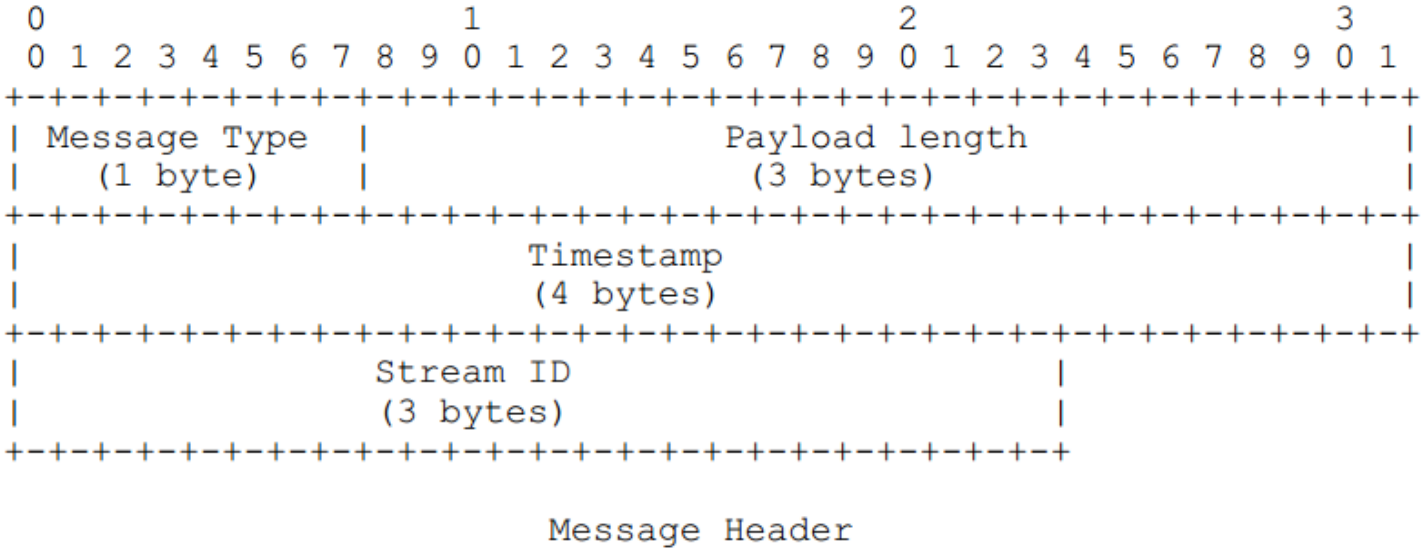 0                   1                   2                   3
 0 1 2 3 4 5 6 7 8 9 0 1 2 3 4 5 6 7 8 9 0 1 2 3 4 5 6 7 8 9 0 1
+-+-+-+-+-+-+-+-+-+-+-+-+-+-+-+-+-+-+-+-+-+-+-+-+-+-+-+-+-+-+-+-+
| Message Type  |                Payload length                 |
|   (1 byte)    |                 (3 bytes)                     |
+-+-+-+-+-+-+-+-+-+-+-+-+-+-+-+-+-+-+-+-+-+-+-+-+-+-+-+-+-+-+-+-+
|                       Timestamp                               |
|                       (4 bytes)                               |
+-+-+-+-+-+-+-+-+-+-+-+-+-+-+-+-+-+-+-+-+-+-+-+-+-+-+-+-+-+-+-+-+
|                Stream ID                      |
|                (3 bytes)                      |
+-+-+-+-+-+-+-+-+-+-+-+-+-+-+-+-+-+-+-+-+-+-+-+-+
Message Header